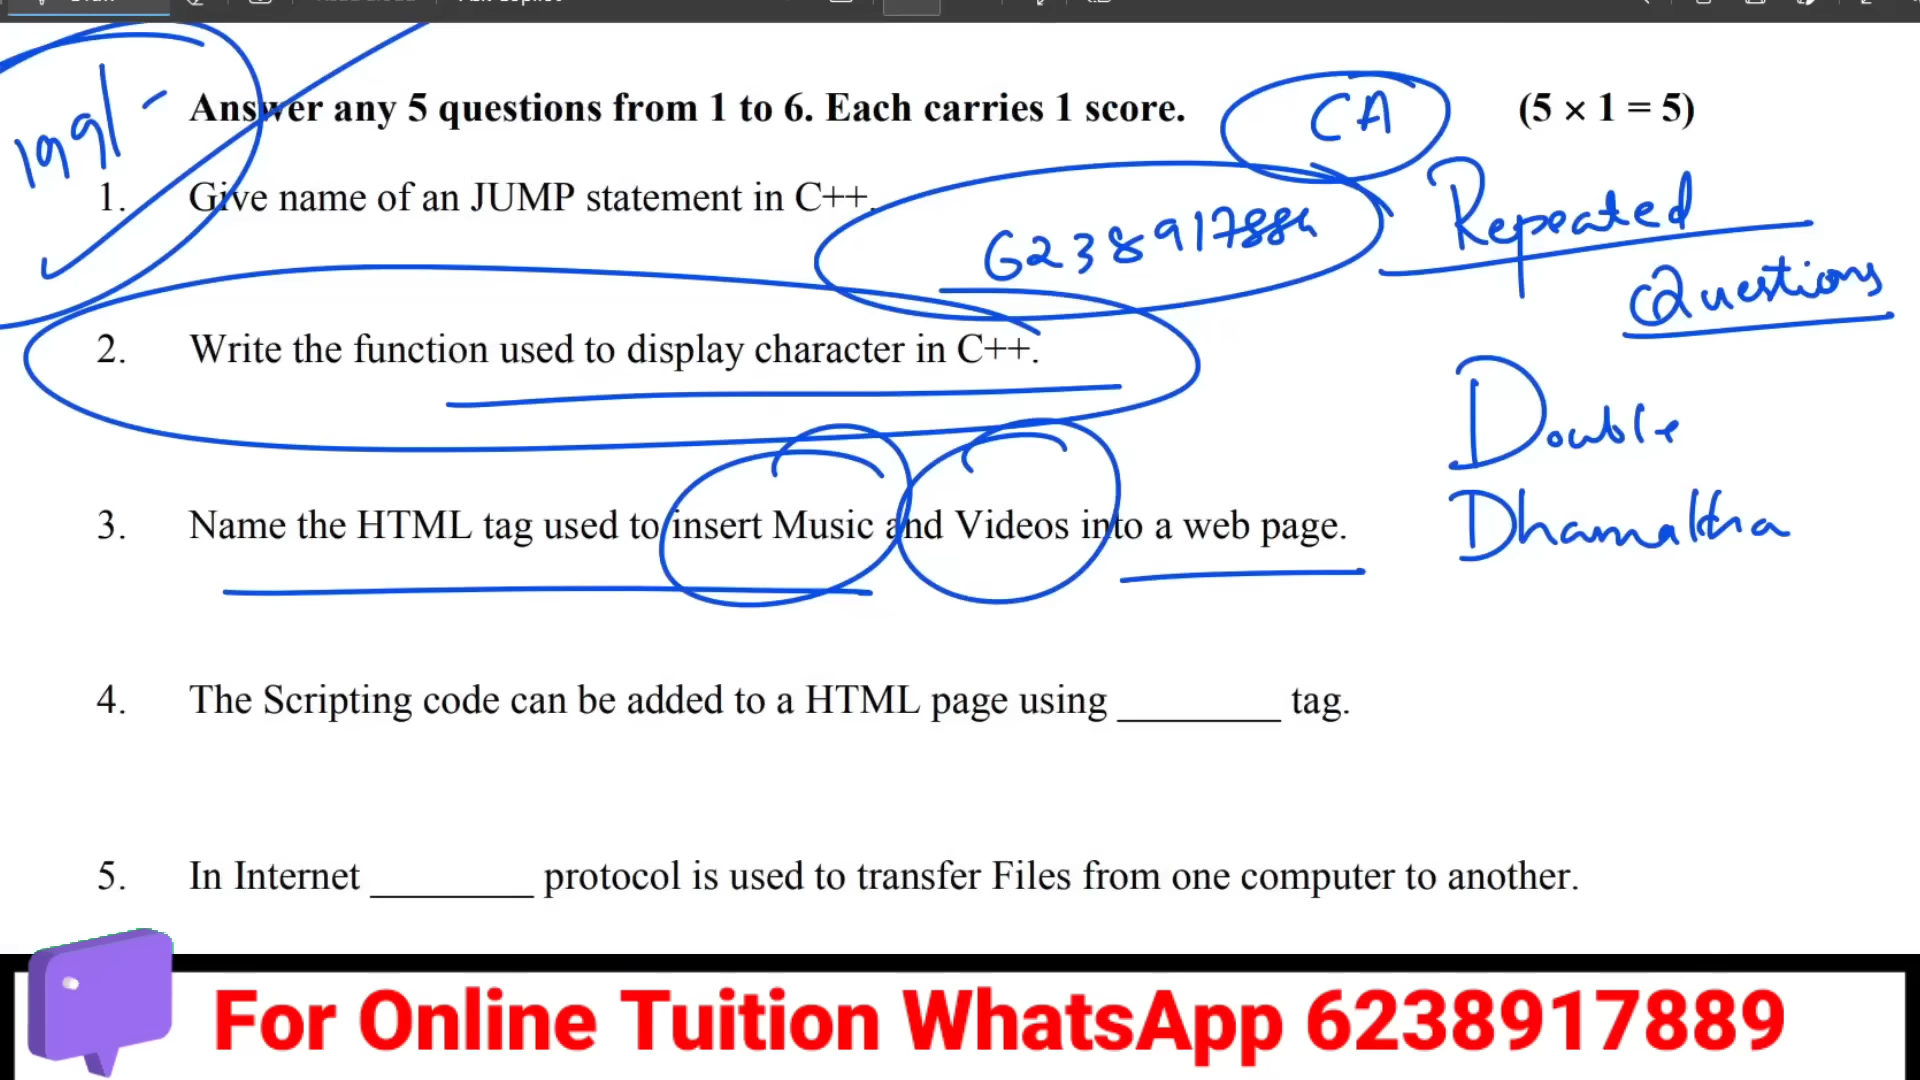 Answer any 5 questions from 1 to 6. Each carries 1 score. (5 × 1 = 5)
CA
1991 -
1. Give name of an JUMP statement in C++.
Repeated
6238917889
Questions
2. Write the function used to display character in C++.
Double
3. Name the HTML tag used to insert Music and Videos into a web page.
Dhamaltha
4. The Scripting code can be added to a HTML page using ________ tag.
5. In Internet ________ protocol is used to transfer Files from one computer to another.
For Online Tuition WhatsApp 6238917889